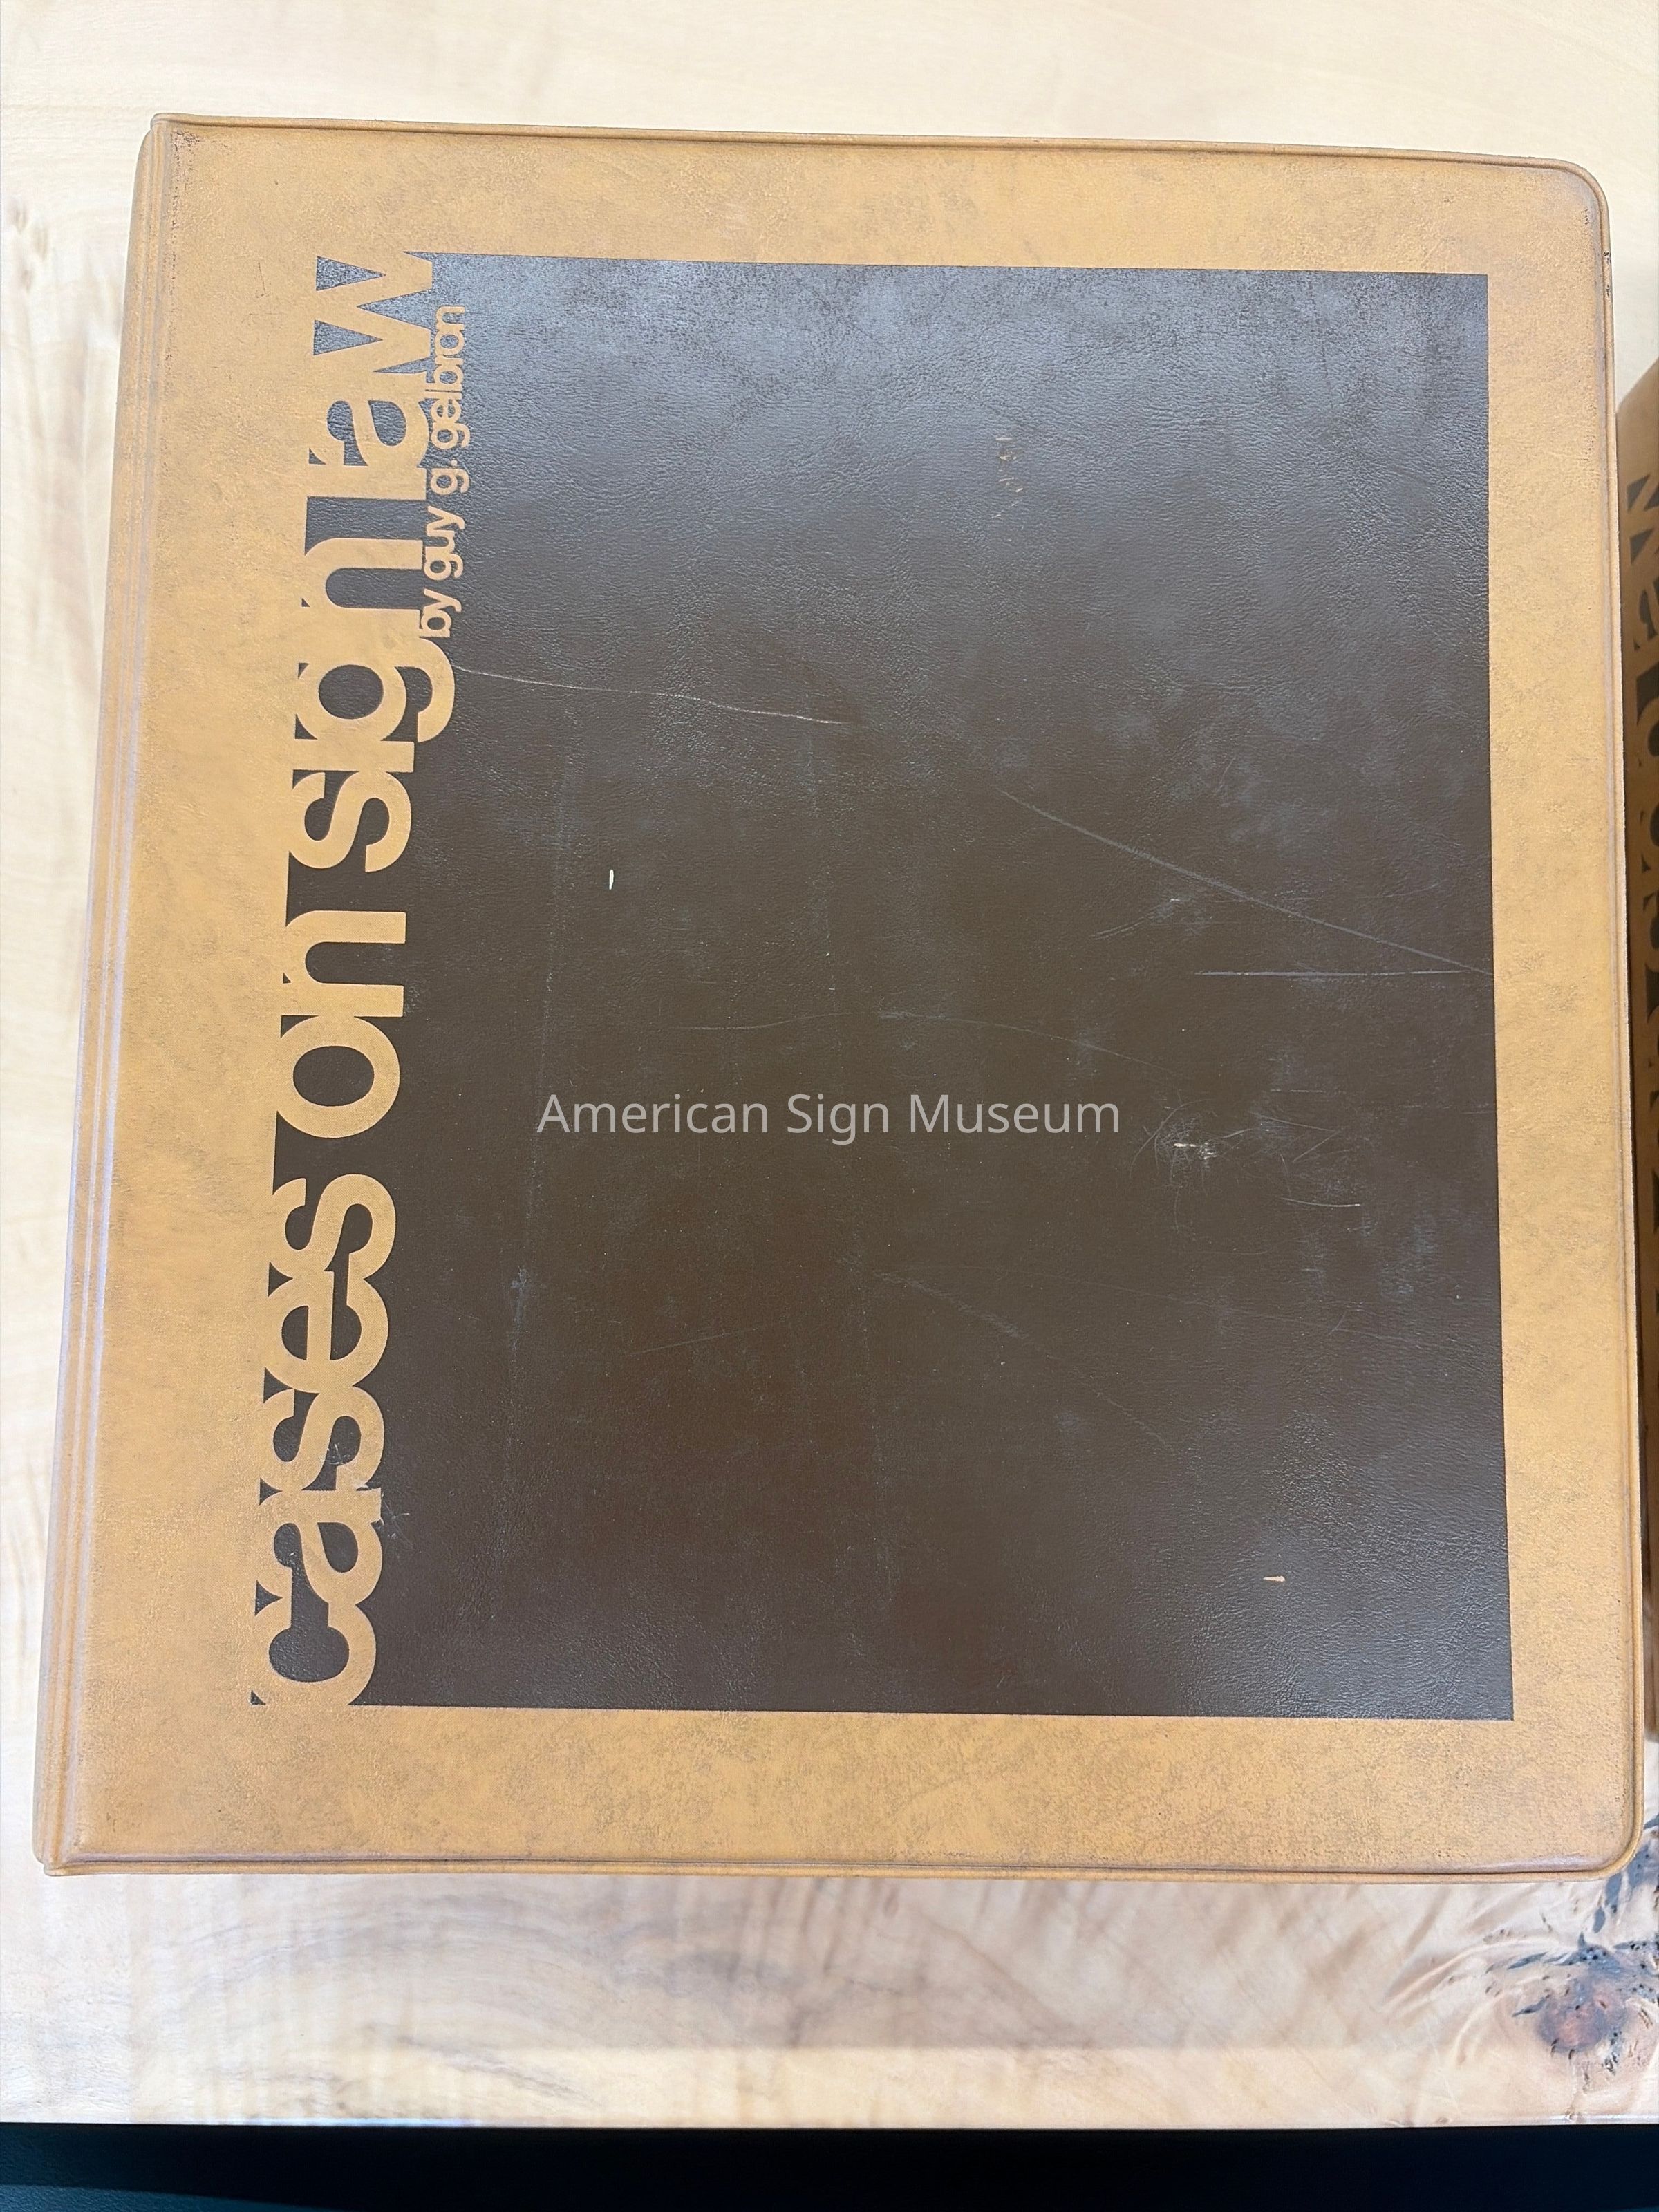 cases on sign law
by guy g. gelbron
American Sign Museum